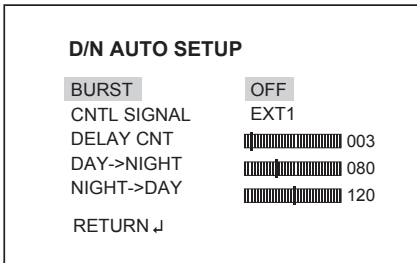 D/N AUTO SETUP
BURST OFF
CNTL SIGNAL EXT1
DELAY CNT 003
DAY->NIGHT 080
NIGHT->DAY 120
RETURN↲